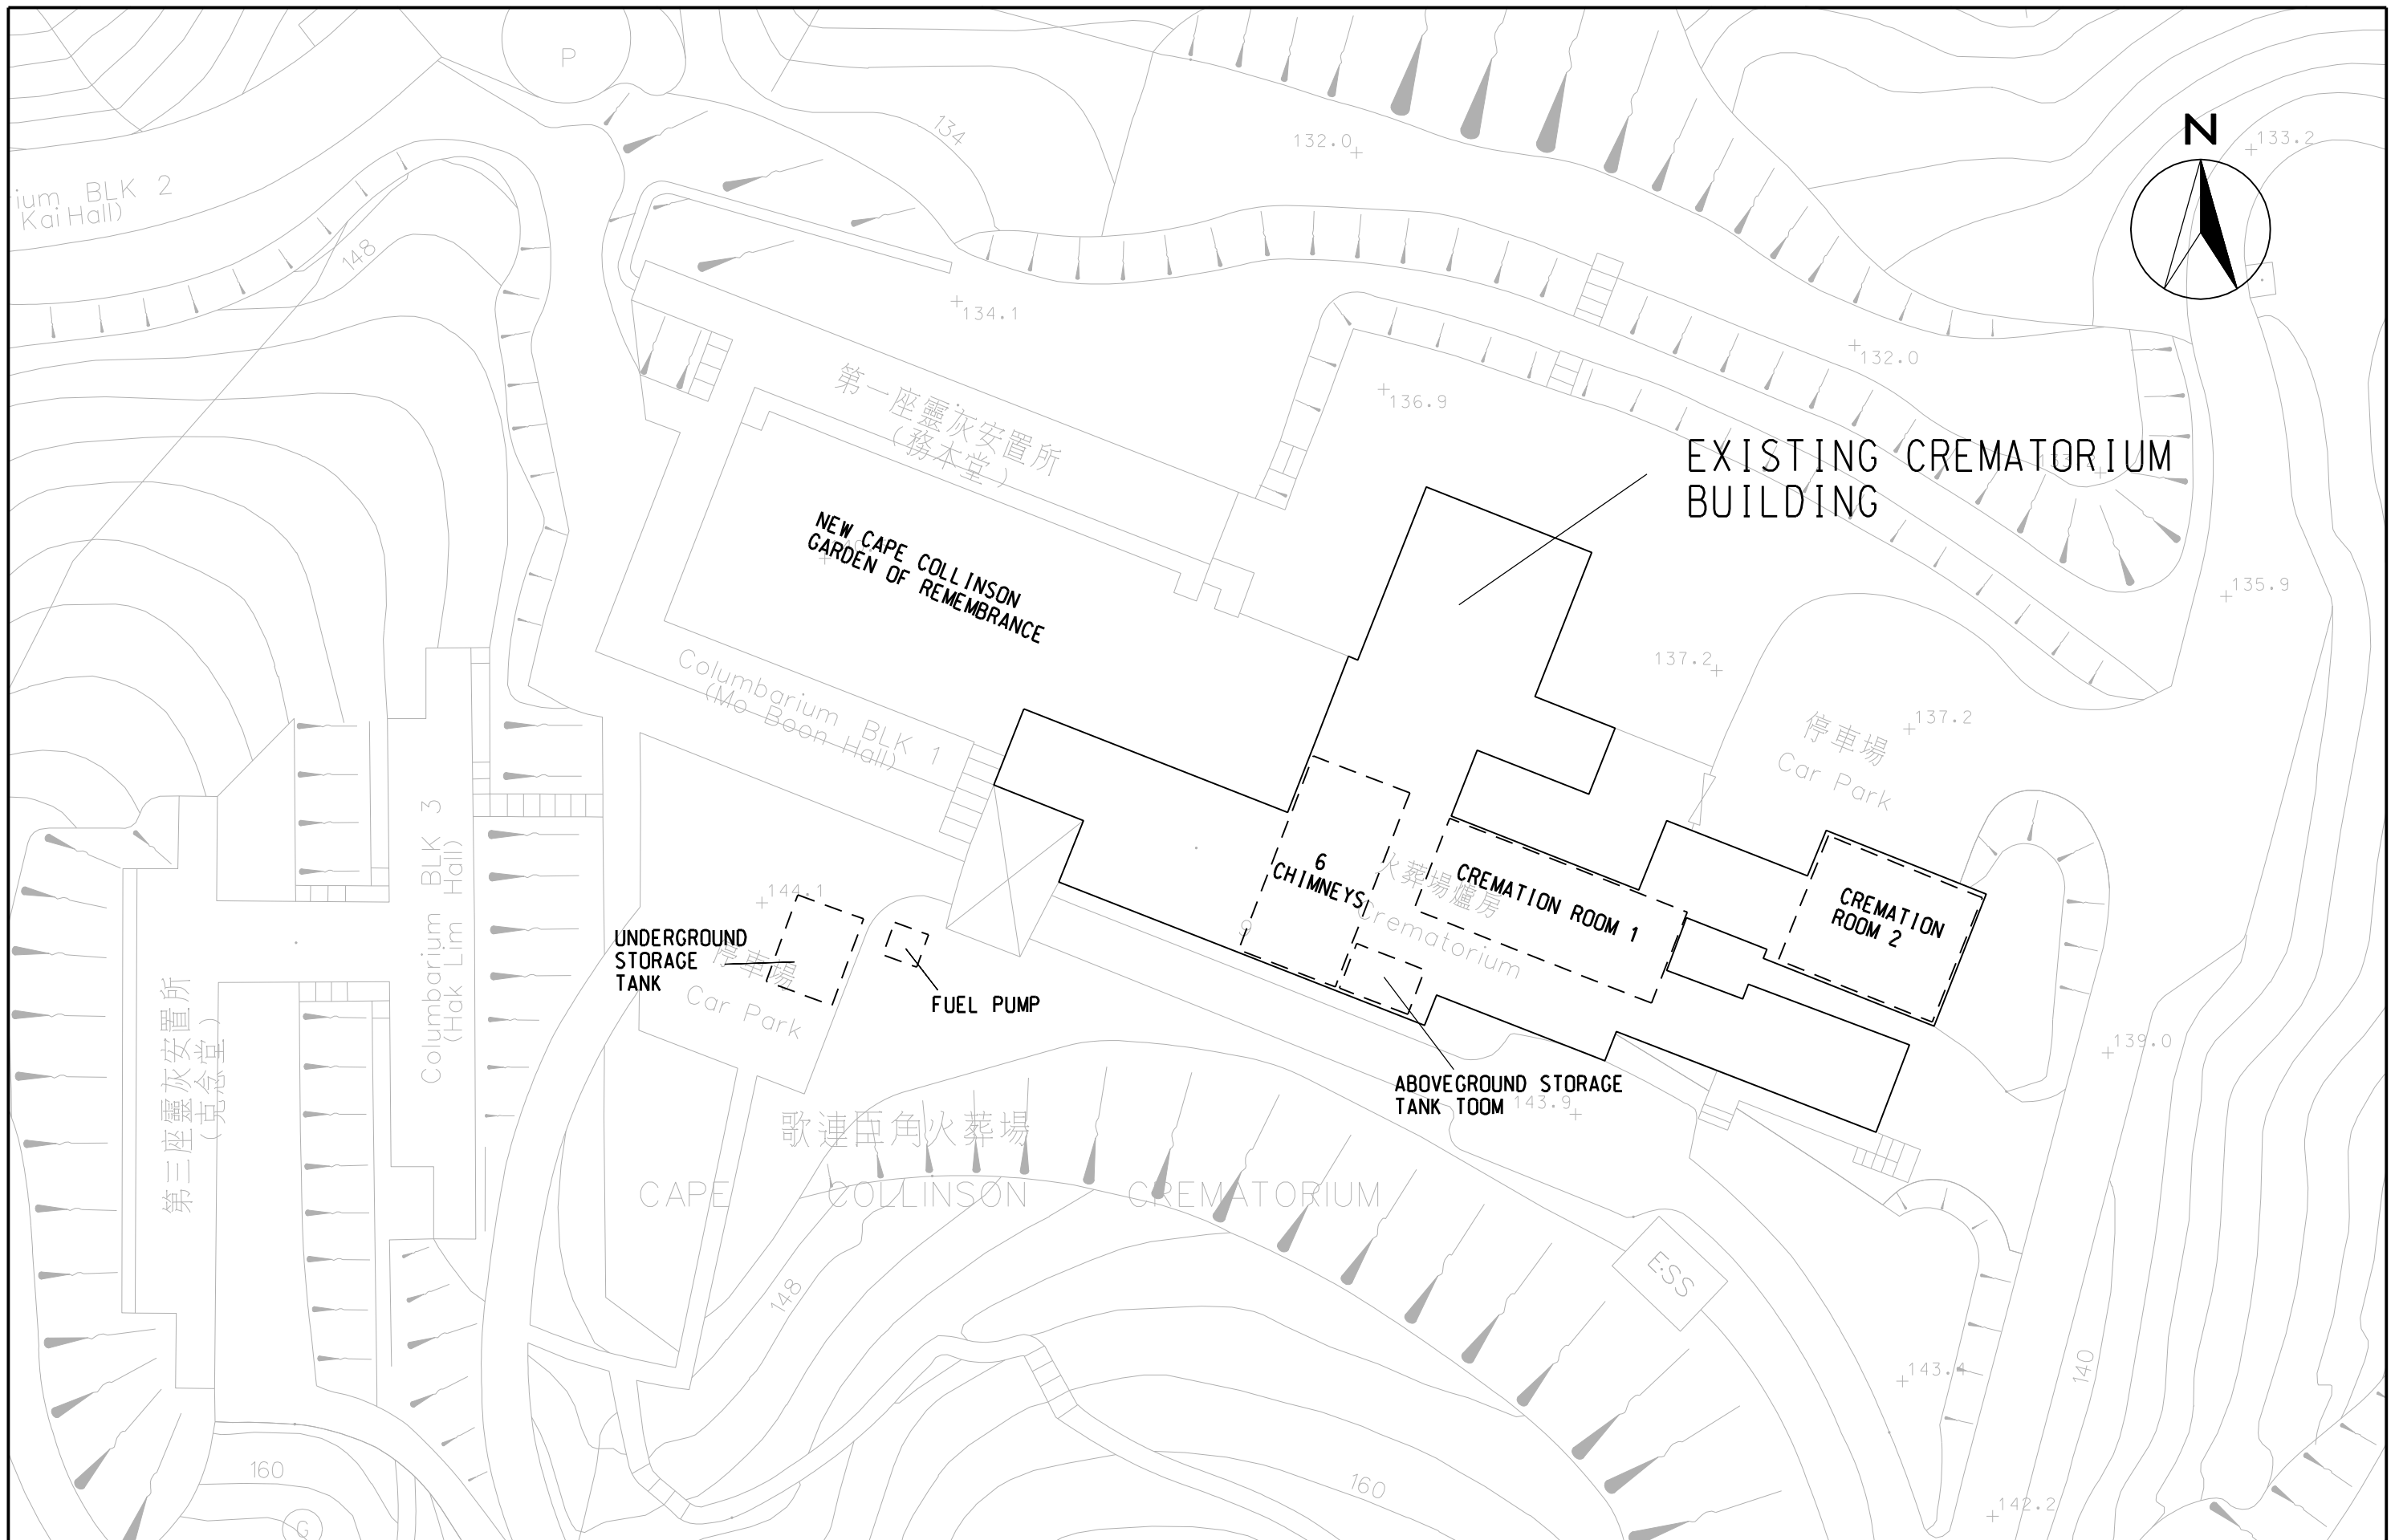 P
N
133.2
134
132.0
ium BLK 2
Kai Hall)
148
134.1
132.0
第一座靈灰安置所
(務本堂)
136.9
EXISTING CREMATORIUM
BUILDING
NEW CAPE COLLINSON
GARDEN OF REMEMBRANCE
135.9
137.2
Columbarium BLK 1
(Mo Boon Hall)
停車場
Car Park
137.2
Columbarium BLK 3
(Hak Lim Hall)
6
CHIMNEYS
火葬場爐房
Crematorium
CREMATION ROOM 1
CREMATION
ROOM 2
144.1
9
UNDERGROUND
STORAGE
TANK
停車場
Car Park
FUEL PUMP
第三座靈灰安置所
(克念堂)
139.0
ABOVEGROUND STORAGE
TANK TOOM
143.9
歌連臣角火葬場
CAPE COLLINSON CREMATORIUM
148
ESS
143.4
140
160
160
142.2
G